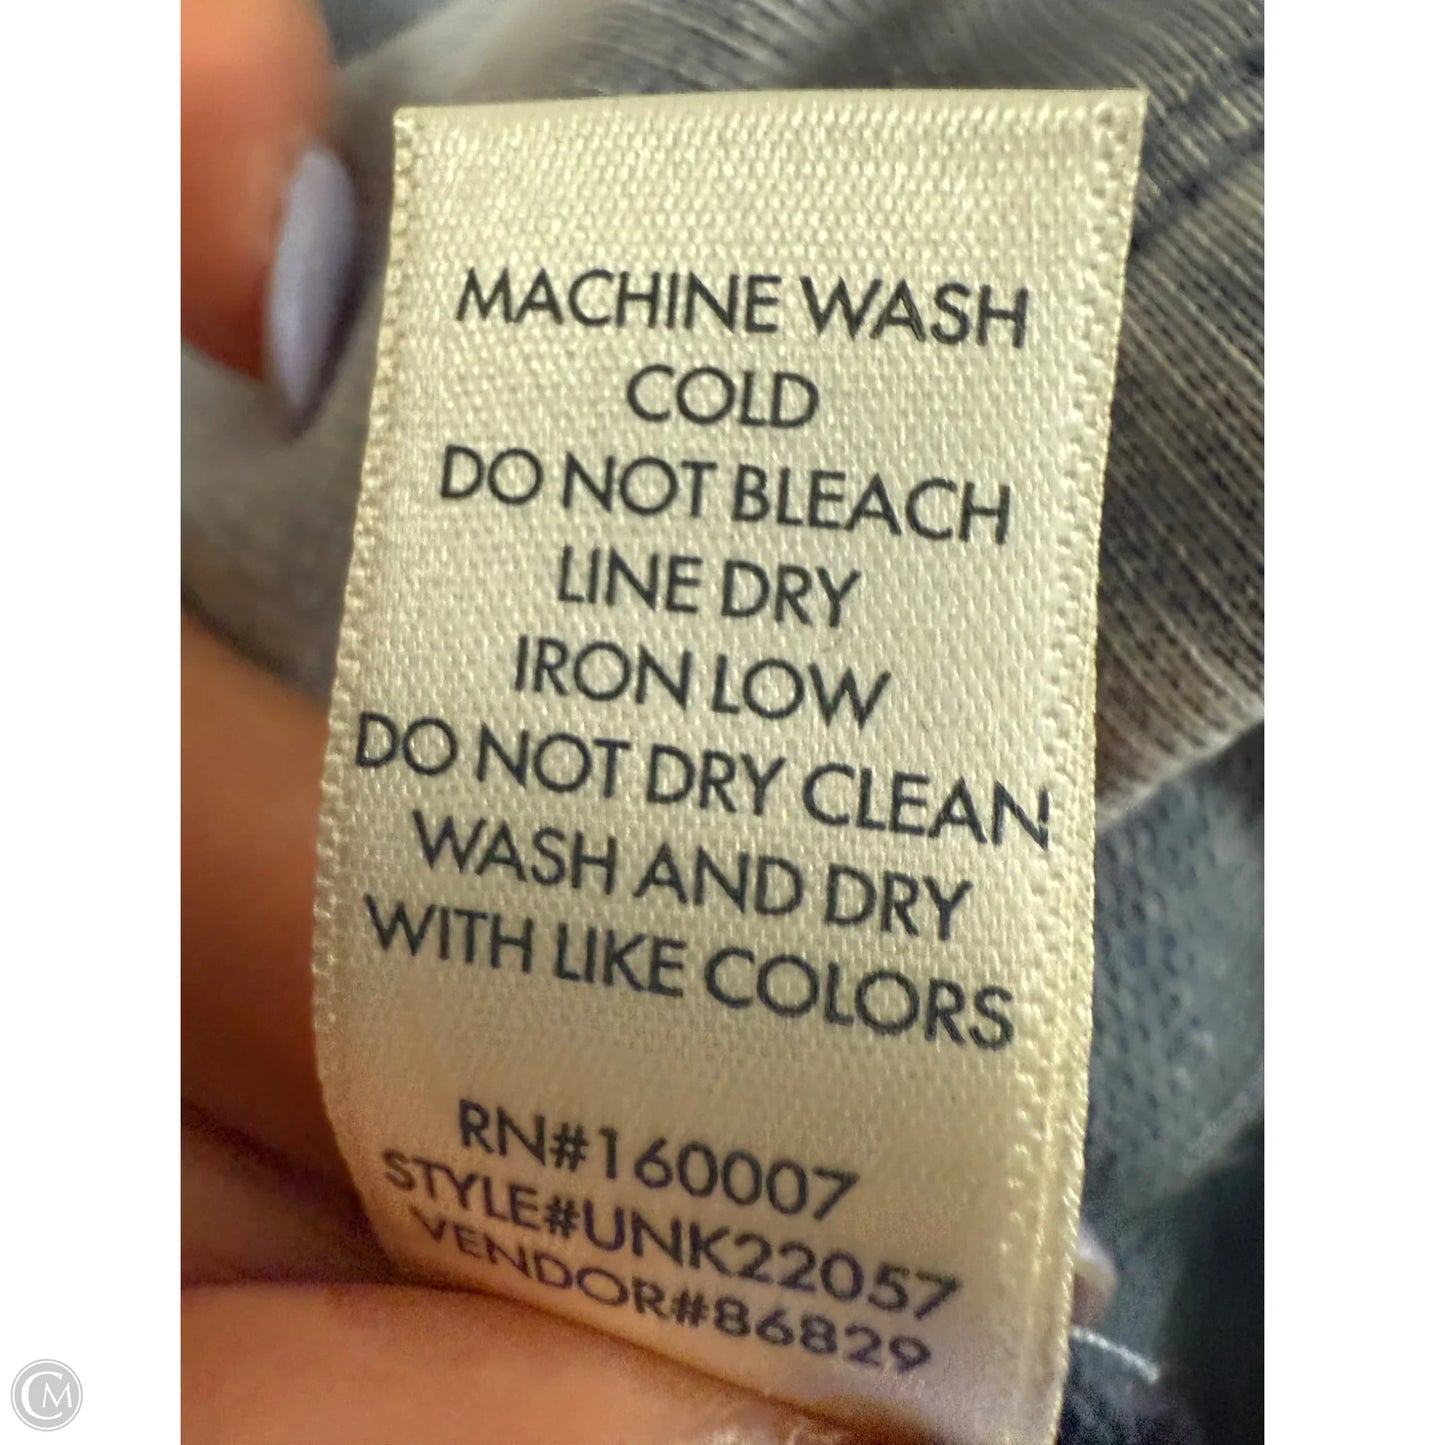 MACHINE WASH
COLD
DO NOT BLEACH
LINE DRY
IRON LOW
DO NOT DRY CLEAN
WASH AND DRY
WITH LIKE COLORS
RN#160007
STYLE#UNK22057
VENDOR#86829
CM